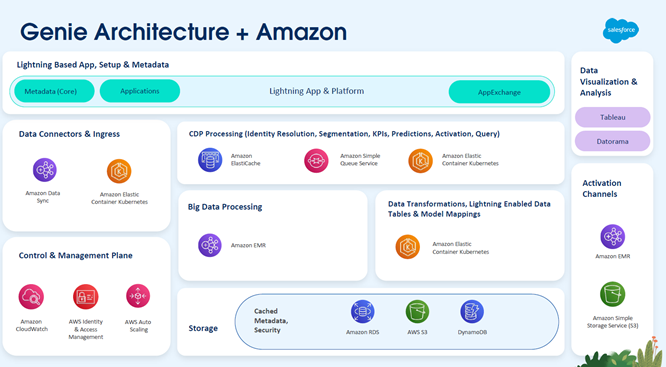 Genie Architecture + Amazon
salesforce
Lightning Based App, Setup & Metadata
Metadata (Core)
Applications
Lightning App & Platform
AppExchange
Data
Visualization &
Analysis
Tableau
Datorama
Data Connectors & Ingress
Amazon Data
Sync
Amazon Elastic
Container Kubernetes
CDP Processing (Identity Resolution, Segmentation, KPIs, Predictions, Activation, Query)
Amazon
ElastiCache
Amazon Simple
Queue Service
Amazon Elastic
Container Kubernetes
Big Data Processing
Amazon EMR
Data Transformations, Lightning Enabled Data
Tables & Model Mappings
Amazon Elastic
Container Kubernetes
Activation
Channels
Amazon EMR
Amazon Simple
Storage Service (S3)
Control & Management Plane
Amazon
CloudWatch
AWS Identity
& Access
Management
AWS Auto
Scaling
Storage
Cached
Metadata,
Security
Amazon RDS
AWS S3
DynamoDB